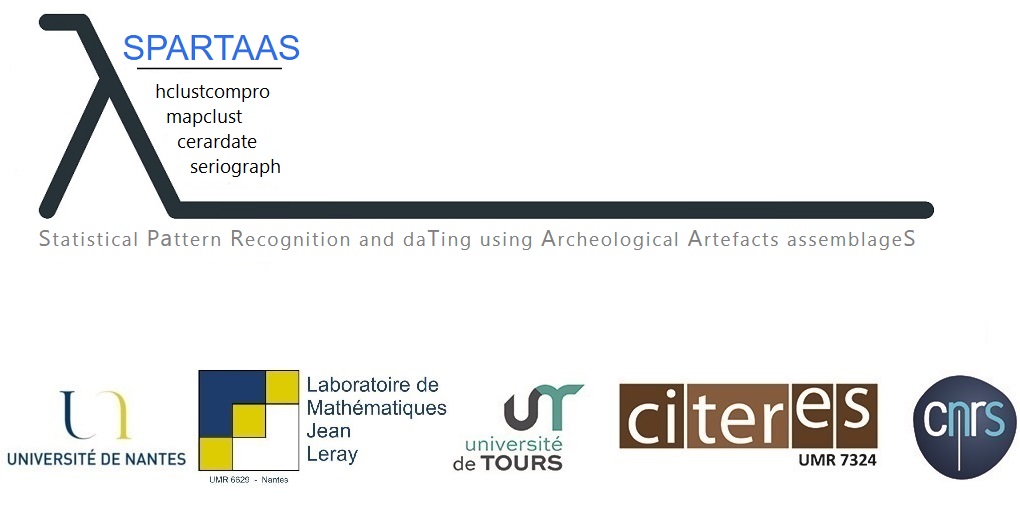 SPARTAAS
hclustcompro
mapclust
cerardate
seriograph
Statistical Pattern Recognition and daTing using Archeological Artefacts assemblageS
UNIVERSITÉ DE NANTES
Laboratoire de
Mathématiques
Jean
Leray
UMR 6629 - Nantes
université
de TOURS
citeres
UMR 7324
cnrs